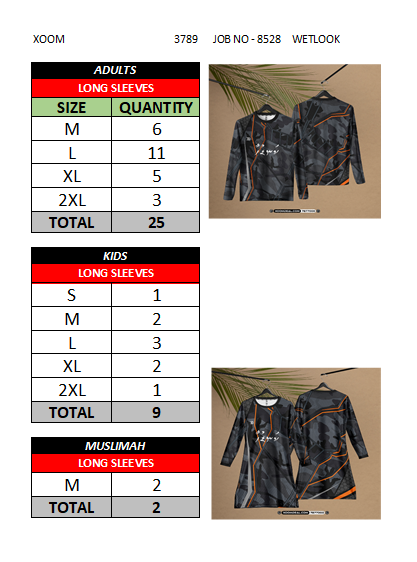 XOOM 3789 JOB NO - 8528 WETLOOK
ADULTS
LONG SLEEVES
SIZE QUANTITY
M 6
L 11
XL 5
2XL 3
TOTAL 25
KIDS
LONG SLEEVES
S 1
M 2
L 3
XL 2
2XL 1
TOTAL 9
MUSLIMAH
LONG SLEEVES
M 2
TOTAL 2